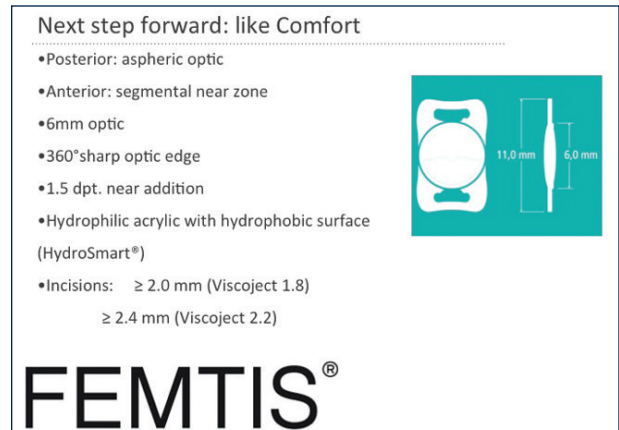 Next step forward: like Comfort
•Posterior: aspheric optic
•Anterior: segmental near zone
•6mm optic
•360°sharp optic edge
•1.5 dpt. near addition
•Hydrophilic acrylic with hydrophobic surface
(HydroSmart®)
•Incisions: ≥ 2.0 mm (Viscoject 1.8)
≥ 2.4 mm (Viscoject 2.2)
11,0 mm
6,0 mm
FEMTIS®